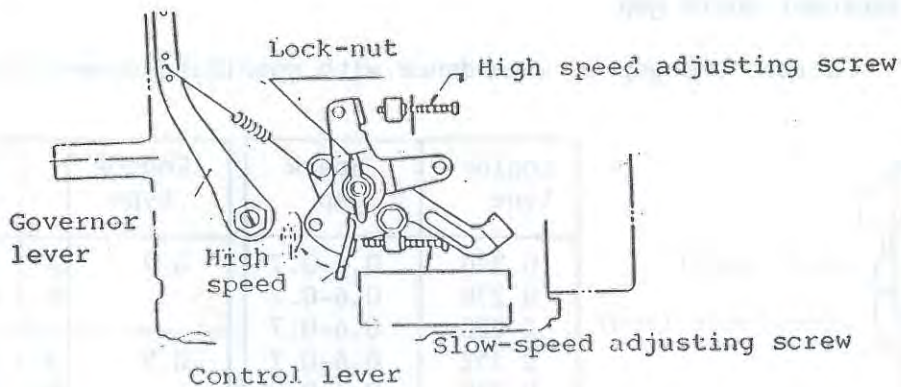 Lock-nut
High speed adjusting screw
Governor
lever
High
speed
Slow-speed adjusting screw
Control lever